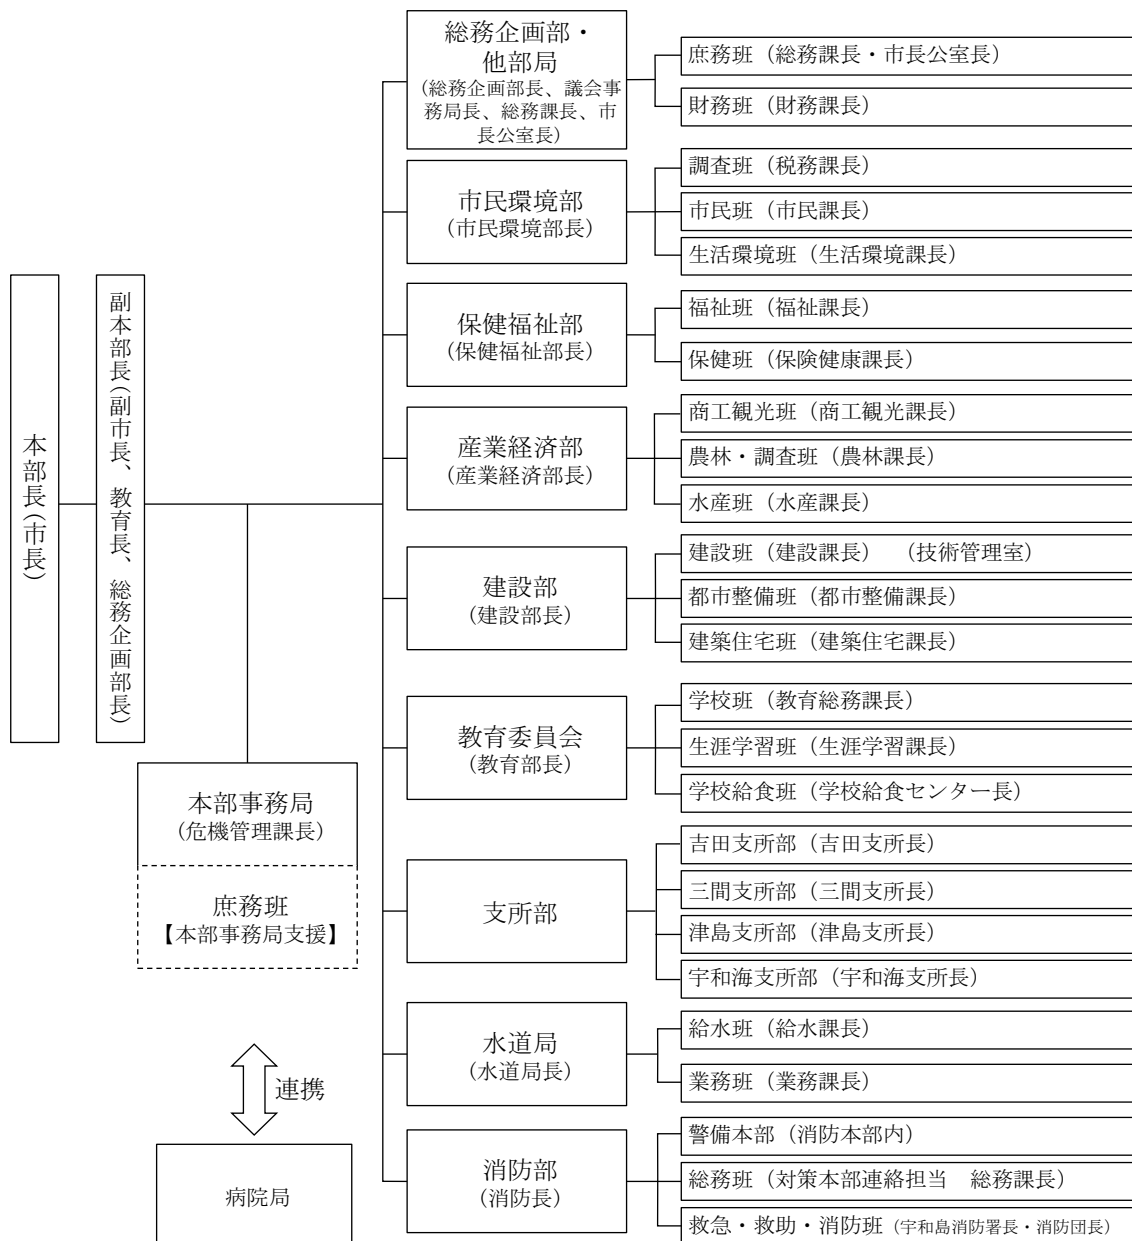 本部長(市長)
副本部長(副市長、教育長、総務企画部長)
本部事務局
(危機管理課長)
庶務班
【本部事務局支援】
連携
病院局
総務企画部・
他部局
(総務企画部長、議会事
務局長、総務課長、市
長公室長)
庶務班（総務課長・市長公室長）
財務班（財務課長）
市民環境部
(市民環境部長)
調査班（税務課長）
市民班（市民課長）
生活環境班（生活環境課長）
保健福祉部
(保健福祉部長)
福祉班（福祉課長）
保健班（保険健康課長）
産業経済部
(産業経済部長)
商工観光班（商工観光課長）
農林・調査班（農林課長）
水産班（水産課長）
建設部
(建設部長)
建設班（建設課長）　（技術管理室）
都市整備班（都市整備課長）
建築住宅班（建築住宅課長）
教育委員会
(教育部長)
学校班（教育総務課長）
生涯学習班（生涯学習課長）
学校給食班（学校給食センター長）
支所部
吉田支所部（吉田支所長）
三間支所部（三間支所長）
津島支所部（津島支所長）
宇和海支所部（宇和海支所長）
水道局
(水道局長)
給水班（給水課長）
業務班（業務課長）
消防部
(消防長)
警備本部（消防本部内）
総務班（対策本部連絡担当　総務課長）
救急・救助・消防班（宇和島消防署長・消防団長）